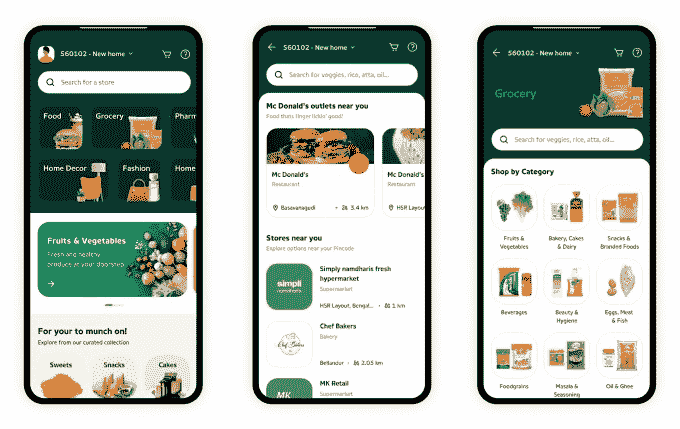 560102 - New home
Search for a store
Food
Grocery
Pharm
Home Decor
Fashion
Home
Fruits & Vegetables
Fresh and healthy
produce at your doorstep
For your to munch on!
Explore from our curated collection
Sweets
Snacks
Cakes
560102 - New home
Search for veggies, rice, atta, oil...
Mc Donald's outlets near you
Food thats finger lickin' good!
Mc Donald's
Restaurant
Basavanagudi
3.4 km
Mc Donald's
Restaurant
HSR Layout
Stores near you
Explore options near your Pincode
simpli
namdharis
Simply namdharis fresh
hypermarket
Supermarket
HSR Layout, Bengal...
1 km
Chef Bakers
Chef Bakers
Bakery
Bellandur
2.05 km
MK
MK Retail
Supermarket
560102 - New home
Grocery
Search for veggies, rice, atta, oil...
Shop by Category
Fruits &
Vegetables
Bakery, Cakes
& Dairy
Snacks &
Branded Foods
Beverages
Beauty &
Hygiene
Eggs, Meat
& Fish
Foodgrains
Masala &
Seasoning
Oil & Ghee